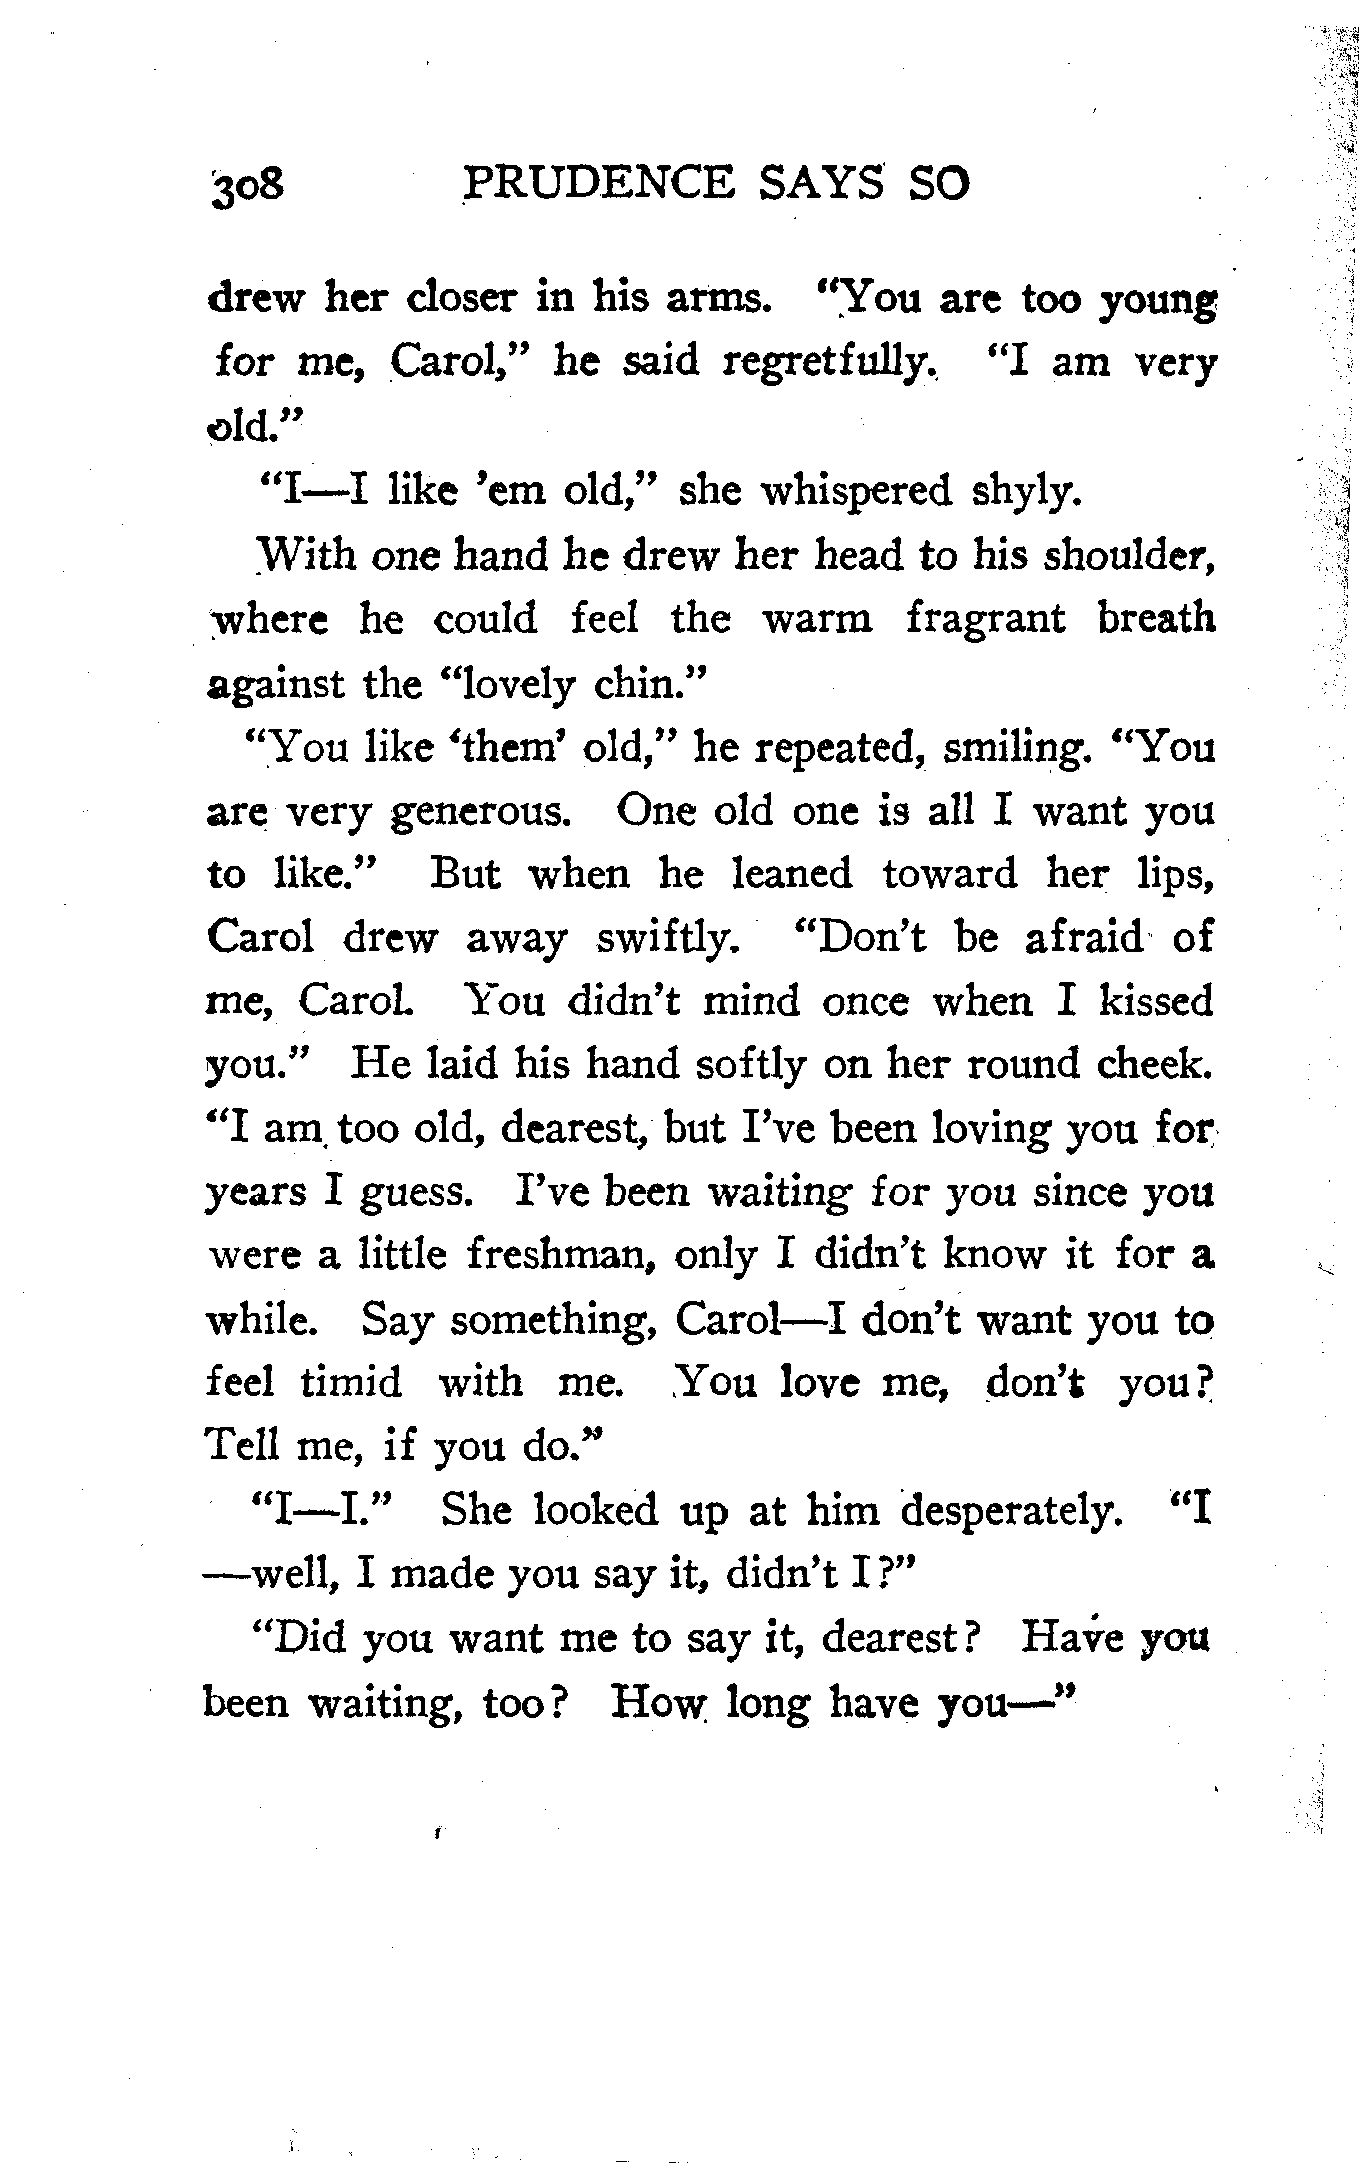 308 PRUDENCE SAYS SO
drew her closer in his arms. "You are too young
for me, Carol," he said regretfully. "I am very
old."
"I—I like 'em old," she whispered shyly.
With one hand he drew her head to his shoulder,
where he could feel the warm fragrant breath
against the "lovely chin."
"You like 'them' old," he repeated, smiling. "You
are very generous. One old one is all I want you
to like." But when he leaned toward her lips,
Carol drew away swiftly. "Don't be afraid of
me, Carol. You didn't mind once when I kissed
you." He laid his hand softly on her round cheek.
"I am too old, dearest, but I've been loving you for
years I guess. I've been waiting for you since you
were a little freshman, only I didn't know it for a
while. Say something, Carol—I don't want you to
feel timid with me. You love me, don't you?
Tell me, if you do."
"I—I." She looked up at him desperately. "I
—well, I made you say it, didn't I?"
"Did you want me to say it, dearest? Have you
been waiting, too? How long have you—"